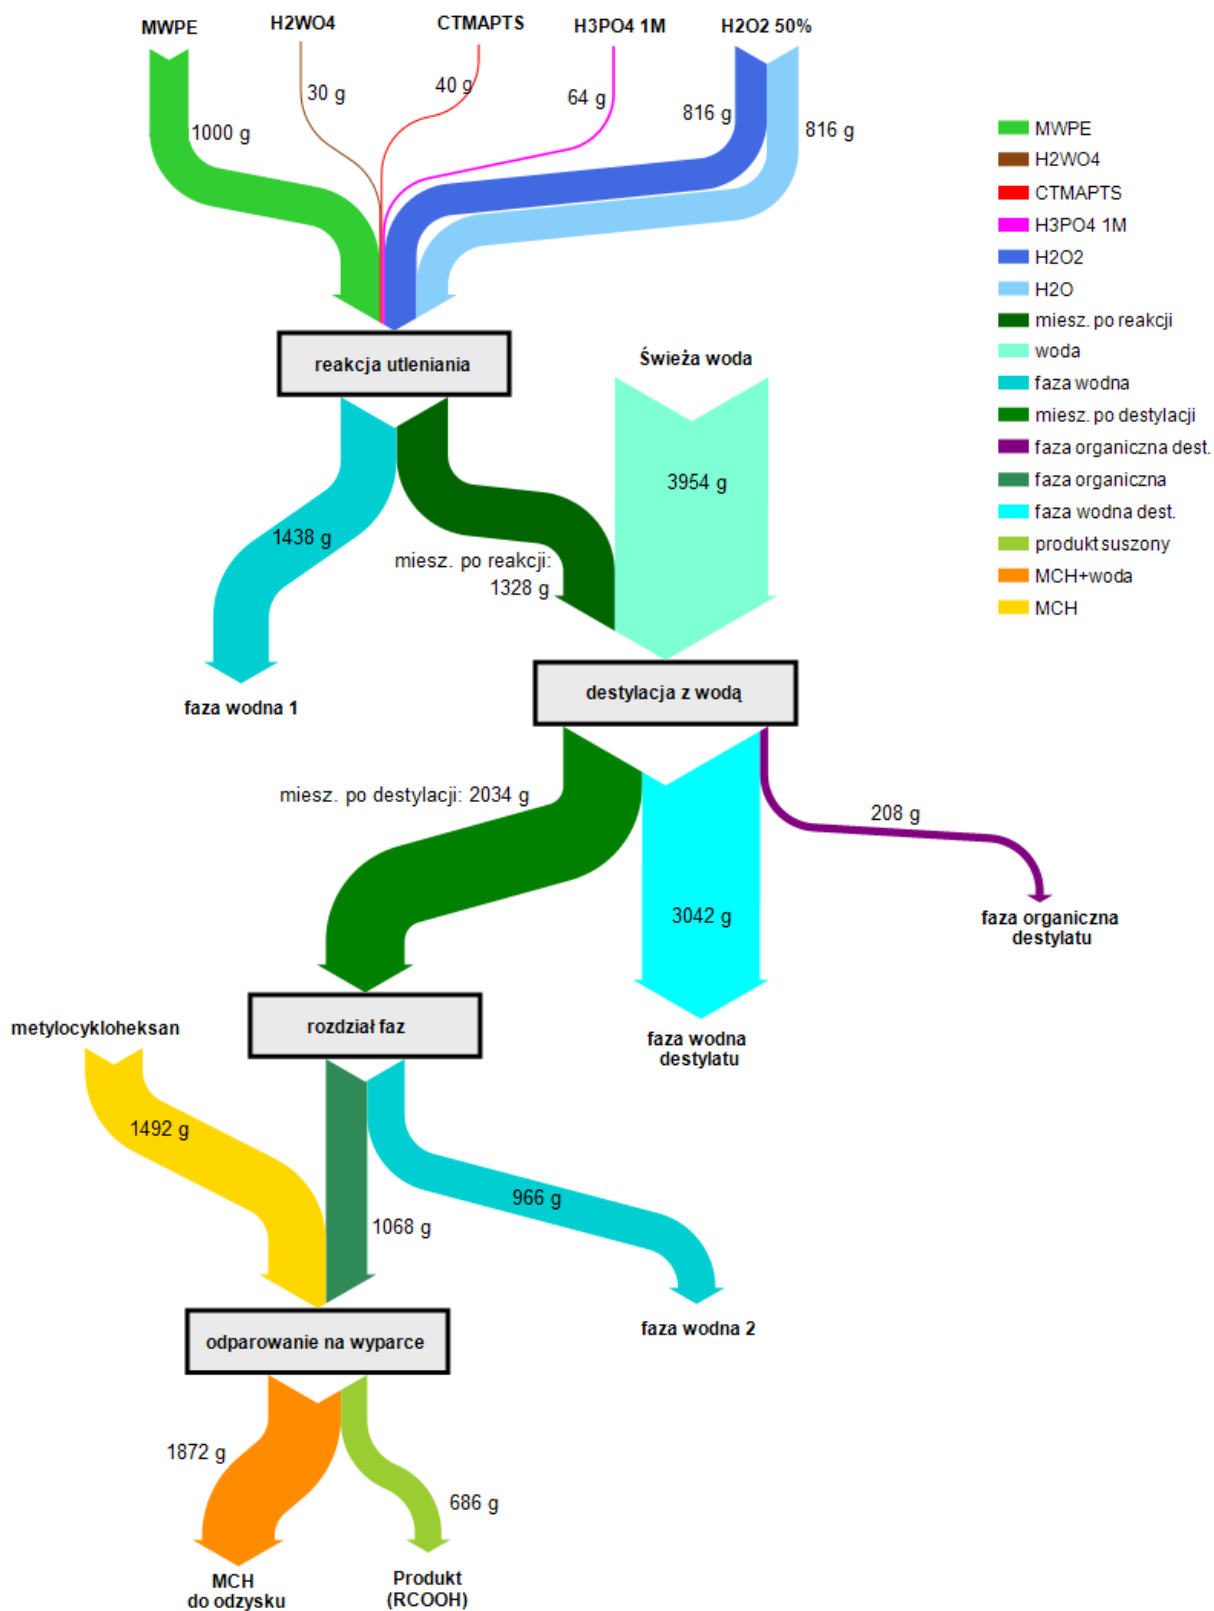 MWPE
H2WO4
CTMAPTS
H3PO4 1M
H2O2 50%
1000 g
30 g
40 g
64 g
816 g
816 g
MWPE
H2WO4
CTMAPTS
H3PO4 1M
H2O2
H2O
miesz. po reakcji
woda
faza wodna
miesz. po destylacji
faza organiczna dest.
faza organiczna
faza wodna dest.
produkt suszony
MCH+woda
MCH
reakcja utleniania
Świeża woda
3954 g
1438 g
miesz. po reakcji:
1328 g
faza wodna 1
destylacja z wodą
miesz. po destylacji: 2034 g
208 g
3042 g
faza organiczna
destylatu
rozdział faz
faza wodna
destylatu
metylocykloheksan
1492 g
966 g
1068 g
faza wodna 2
odparowanie na wyparce
1872 g
686 g
MCH
do odzysku
Produkt
(RCOOH)